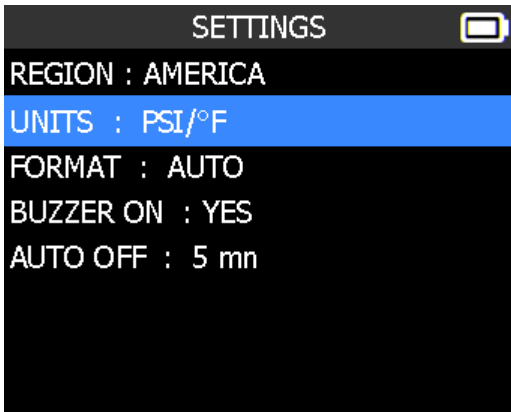 SETTINGS
REGION : AMERICA
UNITS : PSI/°F
FORMAT : AUTO
BUZZER ON : YES
AUTO OFF : 5 mn